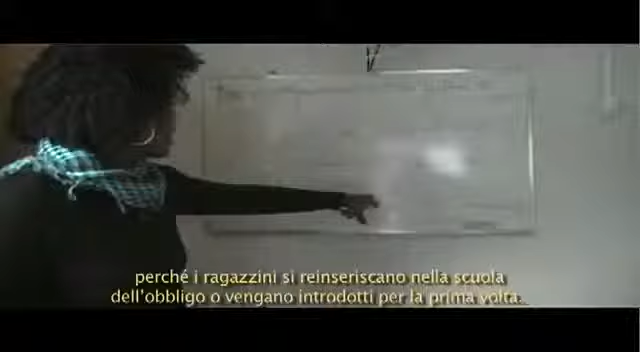 perché i ragazzini si reinseriscano nella scuola
dell'obbligo o vengano introdotti per la prima volta.